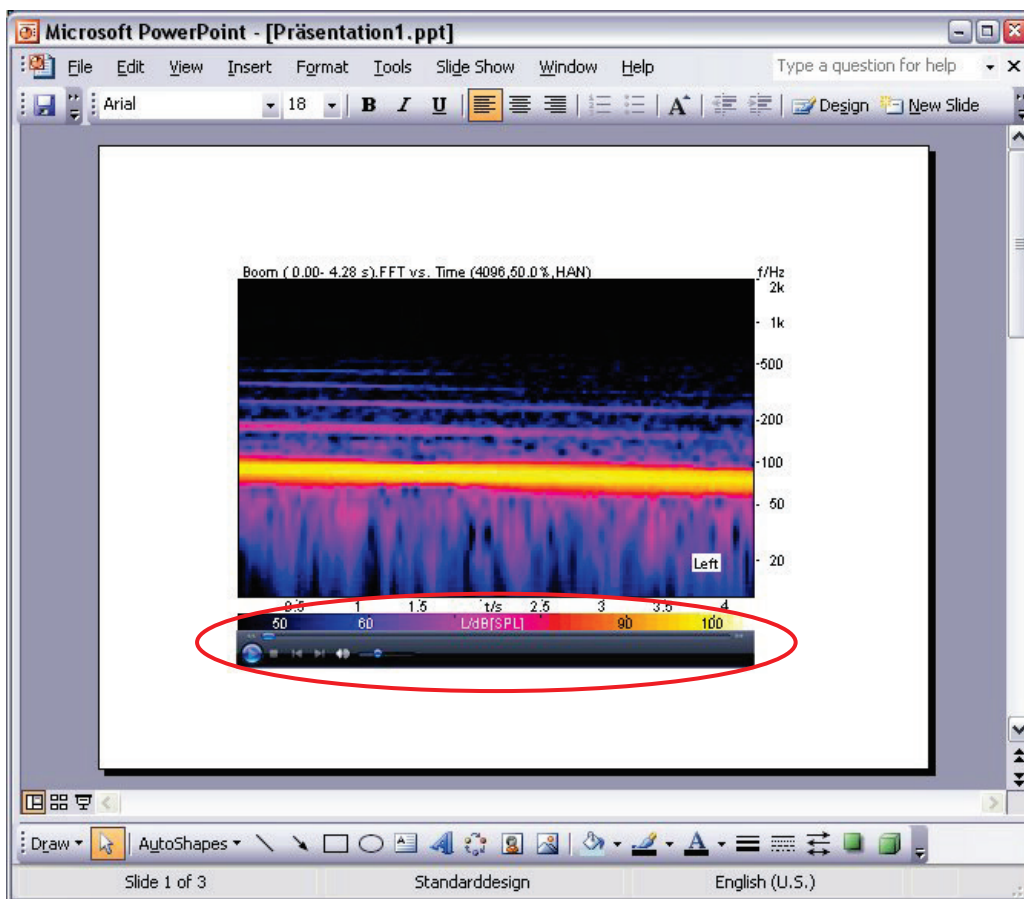 Microsoft PowerPoint - [Präsentation1.ppt]
File Edit View Insert Format Tools Slide Show Window Help Type a question for help
Arial 18 B I U A Design New Slide
Boom ( 0.00- 4.28 s).FFT vs. Time (4096,50.0%,HAN) f/Hz
2k
1k
500
200
100
50
20
Left
0.5 1 1.5 t/s 2.5 3 3.5 4
50 60 L/dB[SPL] 90 100
Draw AutoShapes A A
Slide 1 of 3 Standarddesign English (U.S.)